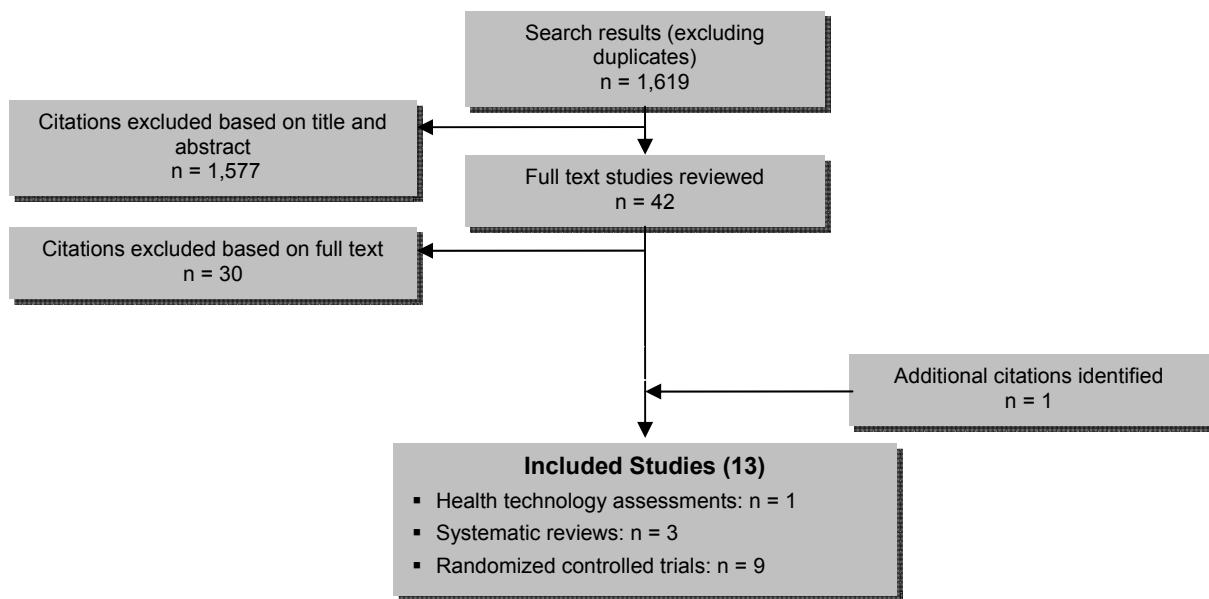 Search results (excluding
duplicates)
n = 1,619
Citations excluded based on title and
abstract
n = 1,577
Full text studies reviewed
n = 42
Citations excluded based on full text
n = 30
Additional citations identified
n = 1
Included Studies (13)
▪ Health technology assessments: n = 1
▪ Systematic reviews: n = 3
▪ Randomized controlled trials: n = 9